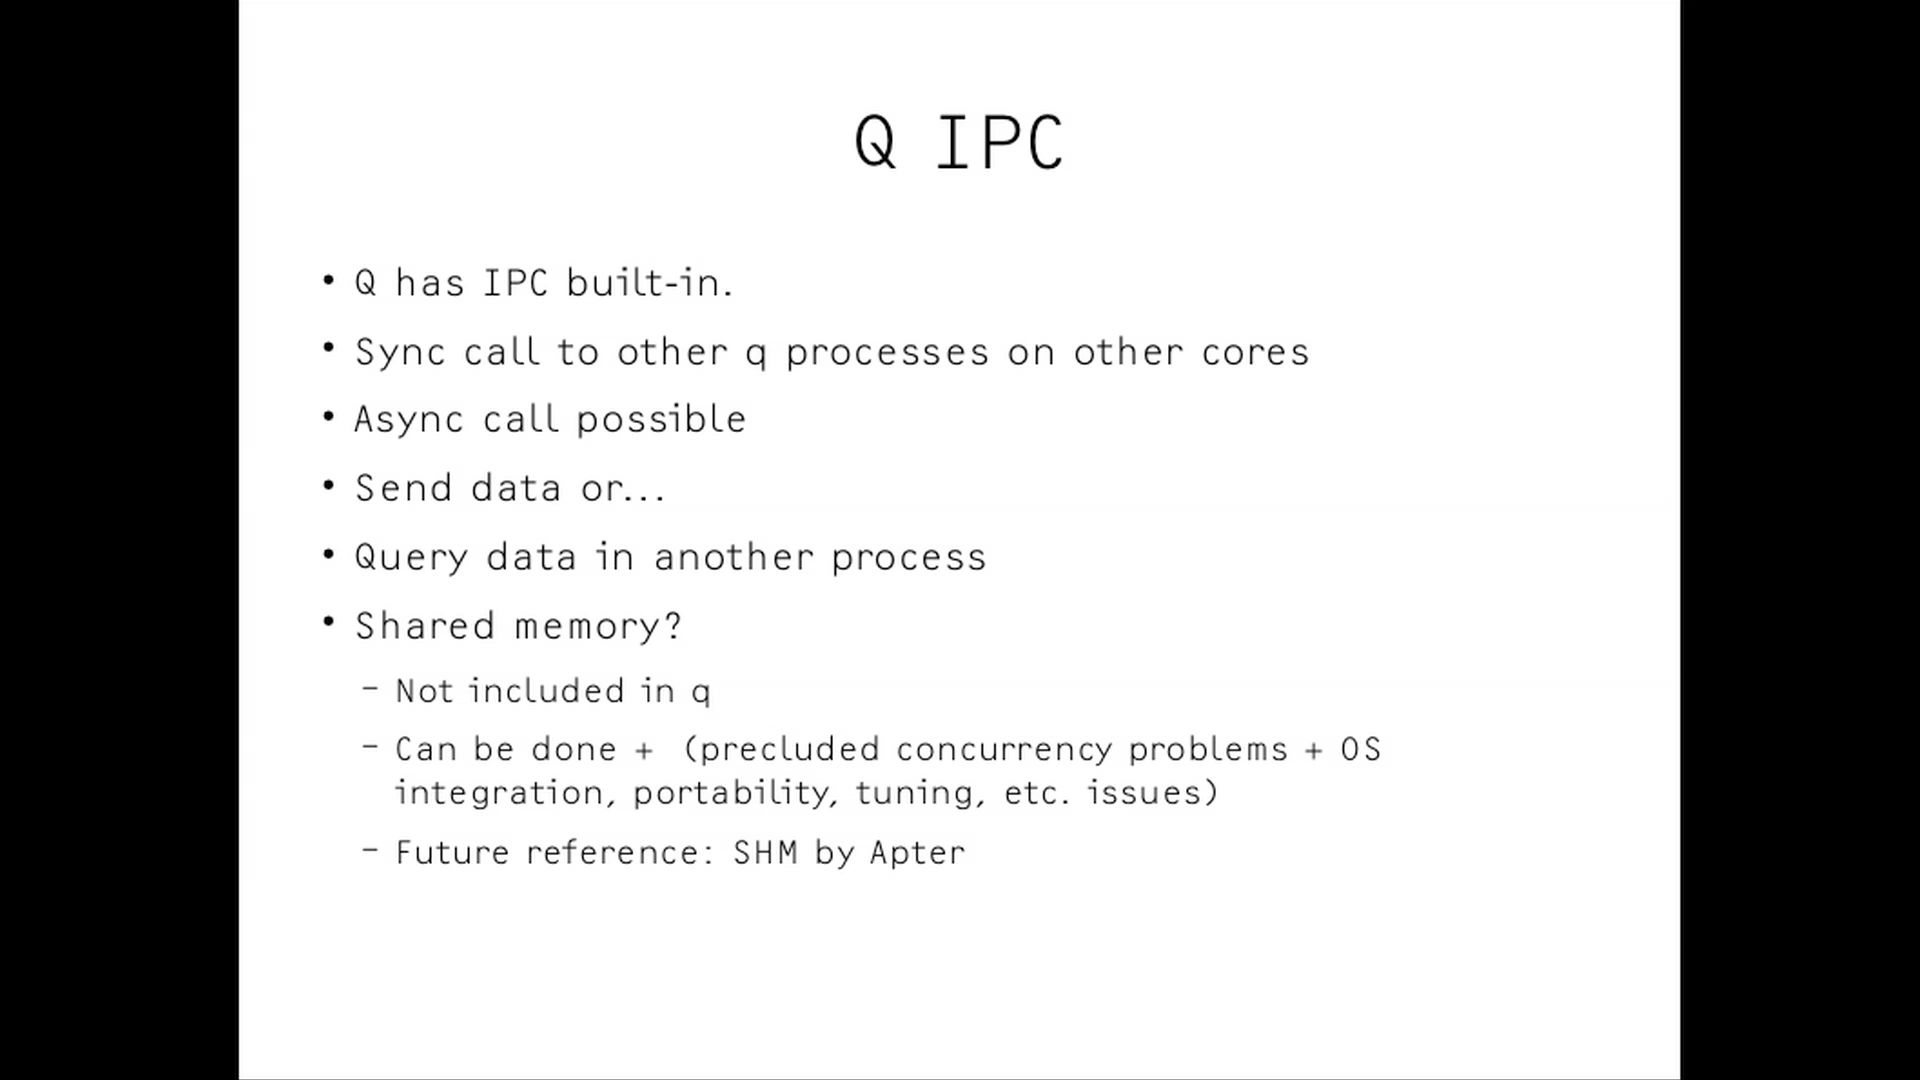 Q IPC
• Q has IPC built-in.
• Sync call to other q processes on other cores
• Async call possible
• Send data or...
• Query data in another process
• Shared memory?
– Not included in q
– Can be done + (precluded concurrency problems + OS
integration, portability, tuning, etc. issues)
– Future reference: SHM by Apter